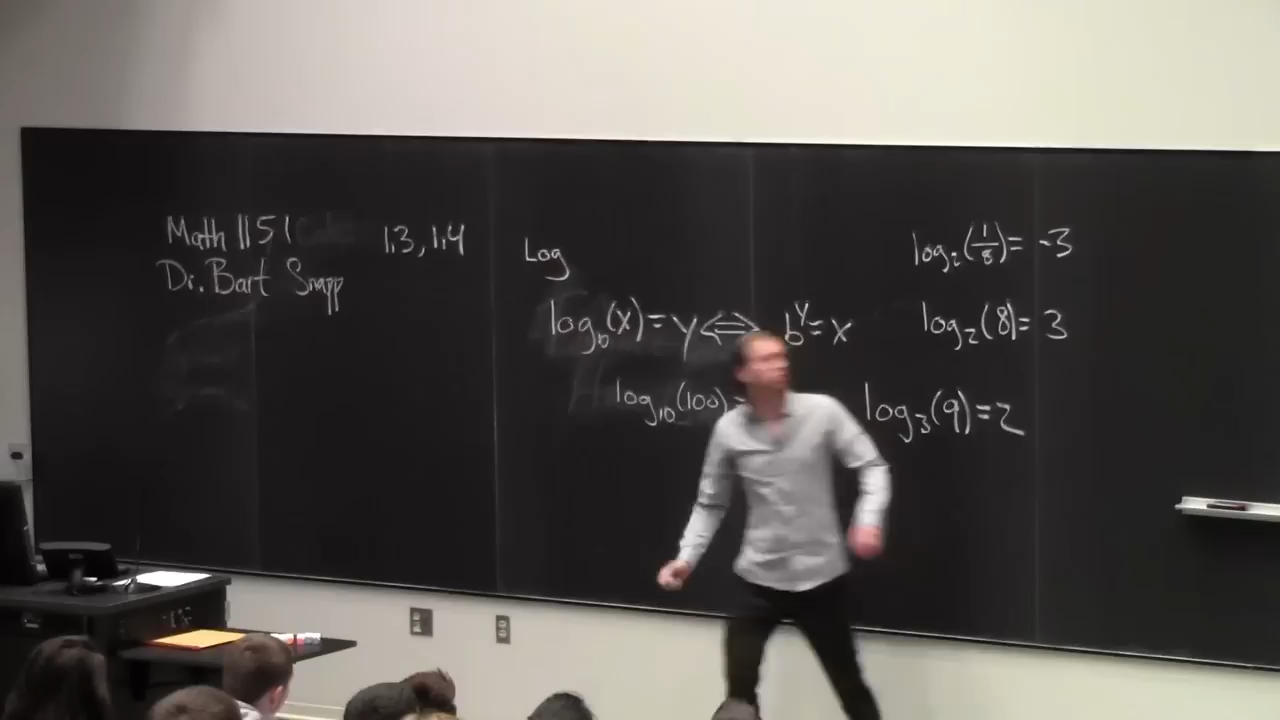 Math 1151
Dr. Bart Snapp
1.3, 1.4
Log
log_b(x) = y ⟺ b^y = x
log_10(100) =
log_2(1/8) = -3
log_2(8) = 3
log_3(9) = 2